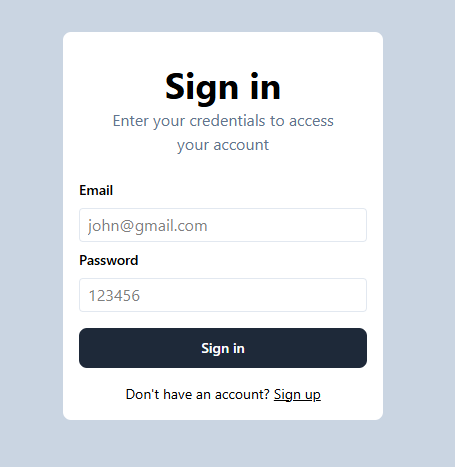 Sign in
Enter your credentials to access
your account
Email
john@gmail.com
Password
123456
Sign in
Don't have an account? Sign up